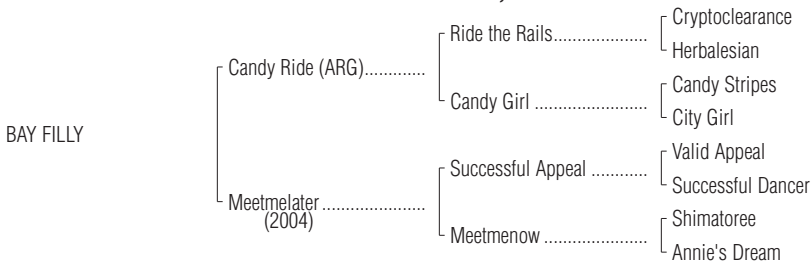 Cryptoclearance
Ride the Rails....................
Herbalesian
Candy Ride (ARG).............
Candy Stripes
Candy Girl ........................
City Girl
BAY FILLY
Valid Appeal
Successful Appeal ............
Successful Dancer
Meetmelater ......................
(2004)
Shimatoree
Meetmenow ......................
Annie's Dream